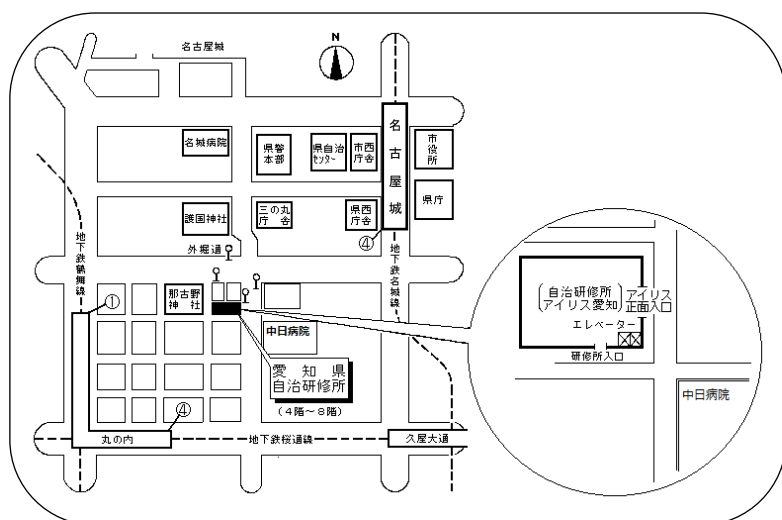 名古屋城
N
名城病院
県警
本部
県自治
センター
市西
庁舎
名古屋城
市役所
県庁
護国神社
三の丸
庁舎
県西
庁舎
④
外堀通
地下鉄鶴舞線
地下鉄名城線
①
那古野
神社
中日病院
愛知県
自治研修所
(4階~8階)
④
丸の内
地下鉄桜通線
久屋大通
自治研修所
アイリス愛知
アイリス
正面入口
エレベーター
研修所入口
中日病院